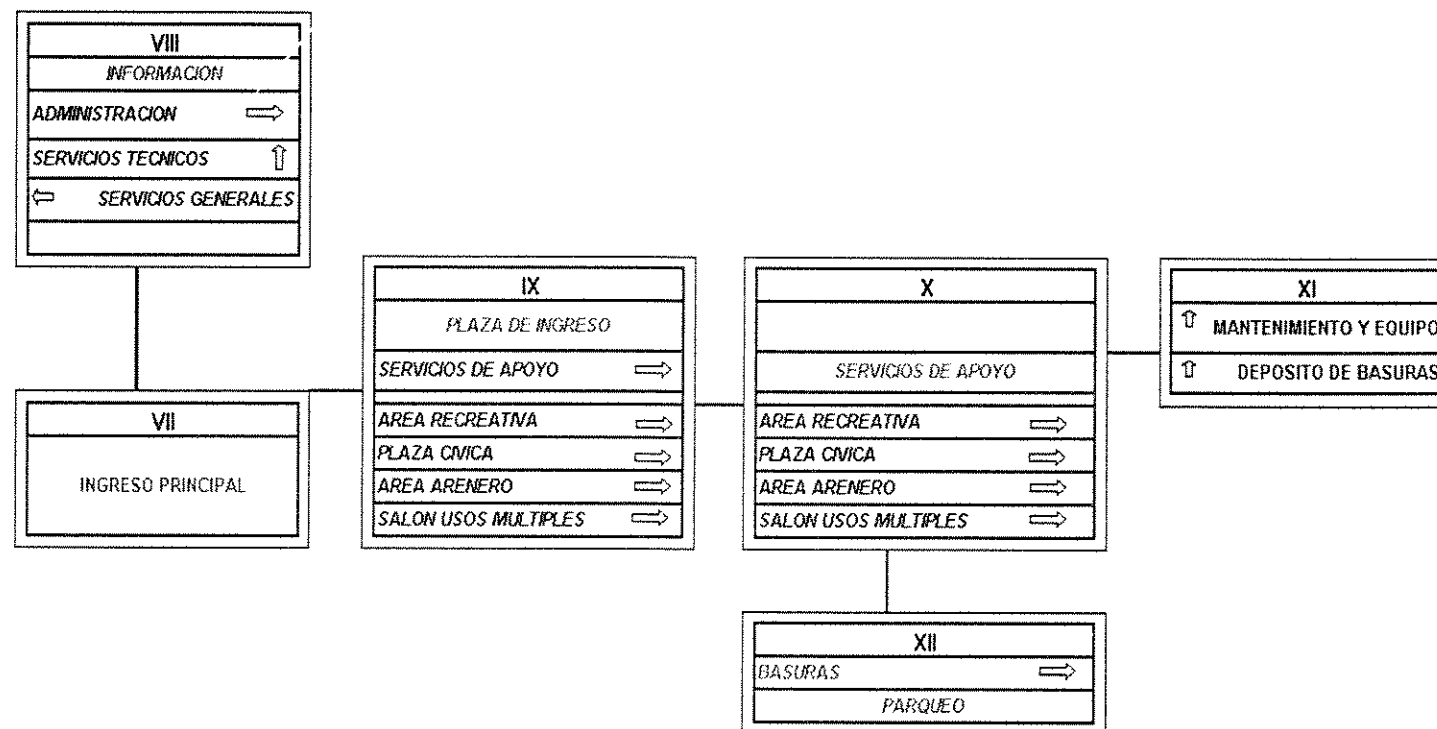 VIII
INFORMACION
ADMINISTRACION
SERVICIOS TECNICOS
SERVICIOS GENERALES
VII
INGRESO PRINCIPAL
IX
PLAZA DE INGRESO
SERVICIOS DE APOYO
AREA RECREATIVA
PLAZA CIVICA
AREA ARENERO
SALON USOS MULTIPLES
X
SERVICIOS DE APOYO
AREA RECREATIVA
PLAZA CIVICA
AREA ARENERO
SALON USOS MULTIPLES
XI
MANTENIMIENTO Y EQUIPO
DEPOSITO DE BASURAS
XII
BASURAS
PARQUEO